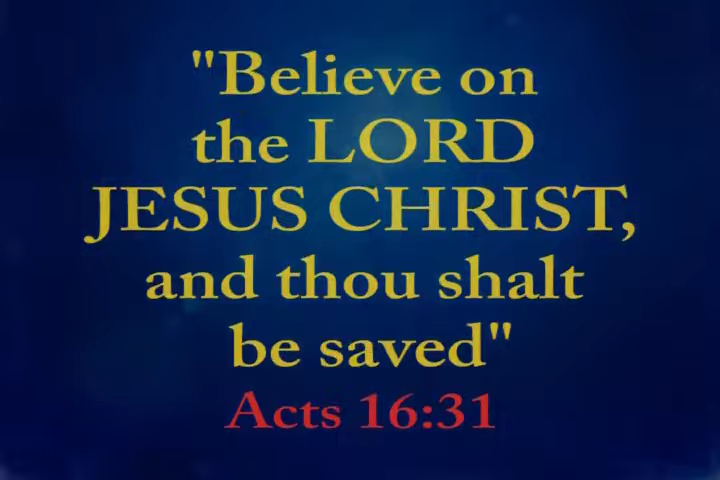 "Believe on
the LORD
JESUS CHRIST,
and thou shalt
be saved"
Acts 16:31